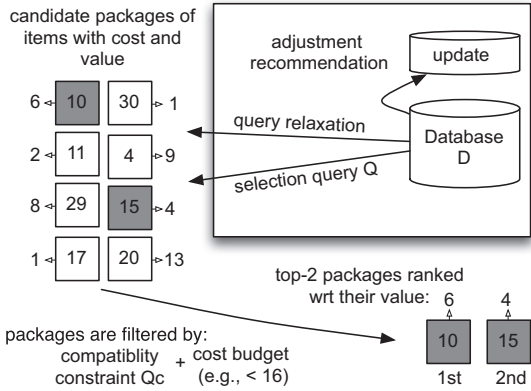 candidate packages of
items with cost and
value
adjustment
recommendation
update
Database
D
query relaxation
selection query Q
6 10 30 1
2 11 4 9
8 29 15 4
1 17 20 13
top-2 packages ranked
wrt their value: 6 4
10 15
1st 2nd
packages are filtered by:
compatiblity + cost budget
constraint Qc (e.g., < 16)